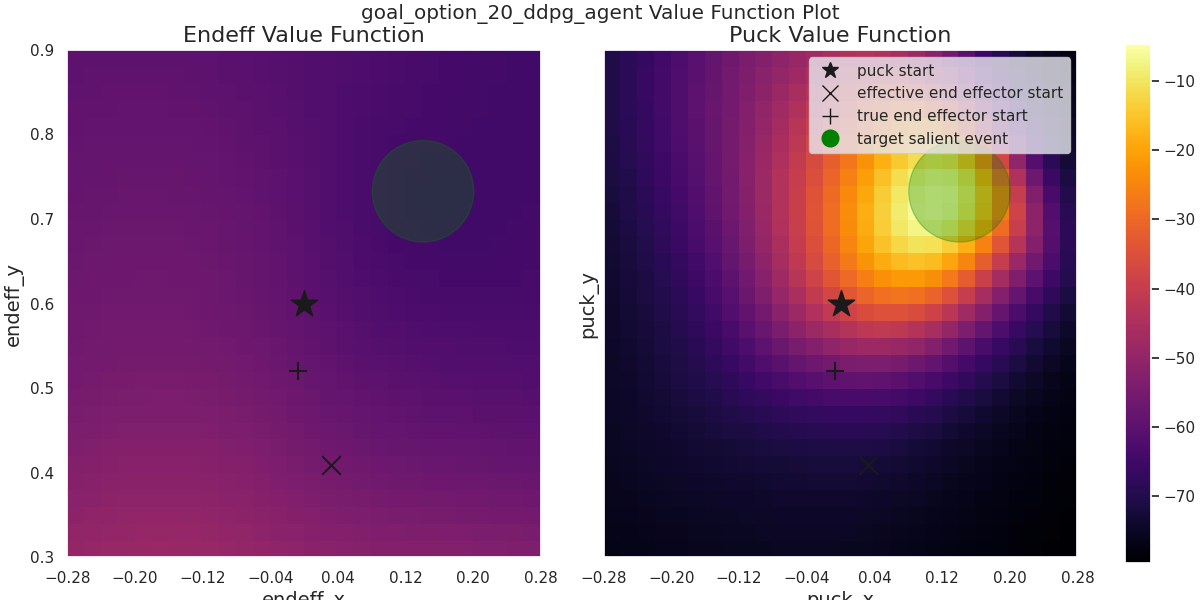 goal_option_20_ddpg_agent Value Function Plot
Endeff Value Function
Puck Value Function
endeff_y
0.9
0.8
0.7
0.6
0.5
0.4
0.3
−0.28 −0.20 −0.12 −0.04 0.04 0.12 0.20 0.28
endeff_x
puck_y
puck start
effective end effector start
true end effector start
target salient event
−0.28 −0.20 −0.12 −0.04 0.04 0.12 0.20 0.28
puck_x
−10
−20
−30
−40
−50
−60
−70